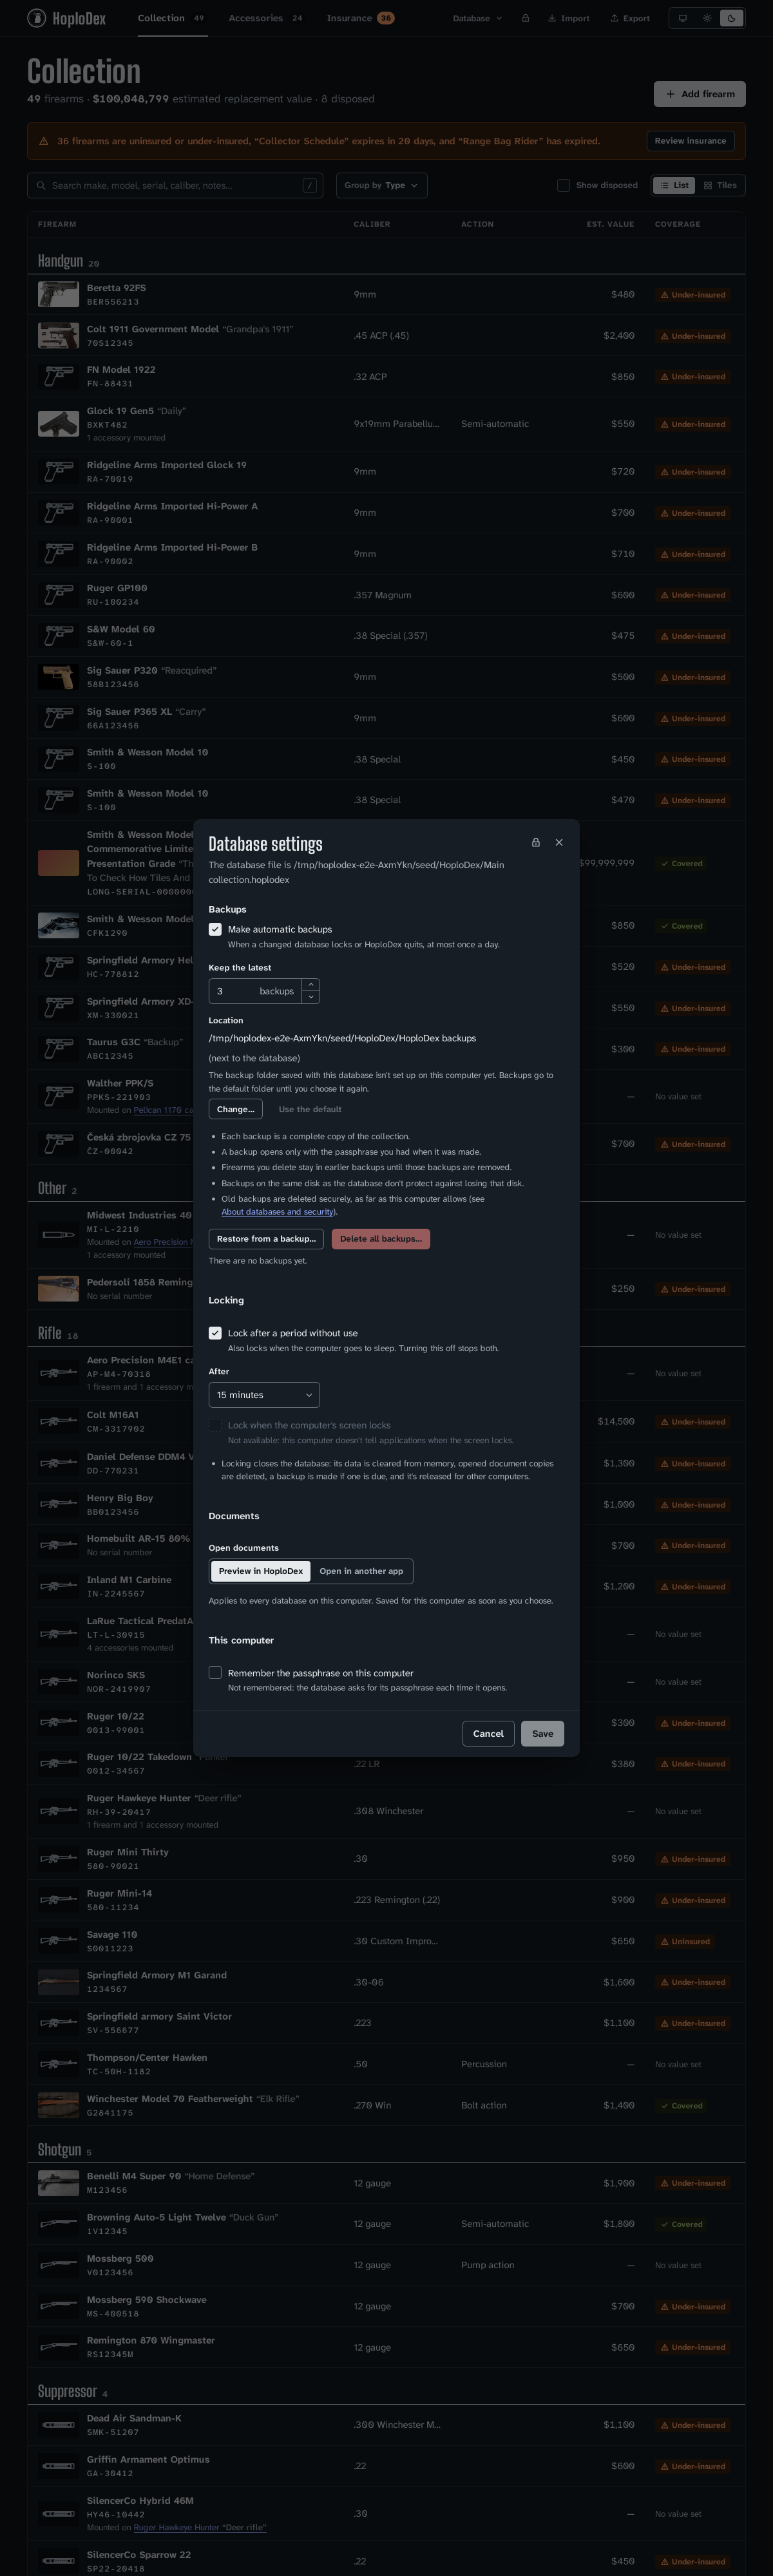 HoploDex
Collection 49
Accessories 24
Insurance 36
Database
Import
Export
Collection
49 firearms · $100,048,799 estimated replacement value · 8 disposed
Add firearm
36 firearms are uninsured or under-insured, “Collector Schedule” expires in 20 days, and “Range Bag Rider” has expired.
Review insurance
Search make, model, serial, caliber, notes...
/
Group by Type
Show disposed
List
Tiles
FIREARM CALIBER ACTION EST. VALUE COVERAGE
Handgun 20
Beretta 92FS
BER556213
9mm $480 Under-insured
Colt 1911 Government Model “Grandpa's 1911”
70S12345
.45 ACP (.45) $2,400 Under-insured
FN Model 1922
FN-88431
.32 ACP $850 Under-insured
Glock 19 Gen5 “Daily”
BXKT482
1 accessory mounted
9x19mm Parabellu... Semi-automatic $550 Under-insured
Ridgeline Arms Imported Glock 19
RA-70019
9mm $720 Under-insured
Ridgeline Arms Imported Hi-Power A
RA-90001
9mm $700 Under-insured
Ridgeline Arms Imported Hi-Power B
RA-90002
9mm $710 Under-insured
Ruger GP100
RU-100234
.357 Magnum $600 Under-insured
S&W Model 60
S&W-60-1
.38 Special (.357) $475 Under-insured
Sig Sauer P320 “Reacquired”
58B123456
9mm $500 Under-insured
Sig Sauer P365 XL “Carry”
66A123456
9mm $600 Under-insured
Smith & Wesson Model 10
S-100
.38 Special $450 Under-insured
Smith & Wesson Model 10
S-100
.38 Special $470 Under-insured
Smith & Wesson Model
Commemorative Limite
Presentation Grade “Th
To Check How Tiles And
LONG-SERIAL-0000000
$99,999,999 Covered
Smith & Wesson Model
CFK1290
$850 Covered
Springfield Armory Hel
HC-778812
$520 Under-insured
Springfield Armory XD-
XM-330021
$550 Under-insured
Taurus G3C “Backup”
ABC12345
$300 Under-insured
Walther PPK/S
PPKS-221903
Mounted on Pelican 1170 ca
— No value set
Česká zbrojovka CZ 75
ČZ-00042
$700 Under-insured
Other 2
Midwest Industries 40
MI-L-2210
Mounted on Aero Precision M
1 accessory mounted
— No value set
Pedersoli 1858 Reming
No serial number
$250 Under-insured
Rifle 18
Aero Precision M4E1 ca
AP-M4-70318
1 firearm and 1 accessory m
— No value set
Colt M16A1
CM-3317902
$14,500 Under-insured
Daniel Defense DDM4 V
DD-770231
$1,300 Under-insured
Henry Big Boy
BB0123456
$1,000 Under-insured
Homebuilt AR-15 80%
No serial number
$700 Under-insured
Inland M1 Carbine
IN-2245567
$1,200 Under-insured
LaRue Tactical PredatA
LT-L-30915
4 accessories mounted
— No value set
Norinco SKS
NOR-2419907
— No value set
Ruger 10/22
0013-99001
$300 Under-insured
Ruger 10/22 Takedown
0012-34567
.22 LR $380 Under-insured
Ruger Hawkeye Hunter “Deer rifle”
RH-39-20417
1 firearm and 1 accessory mounted
.308 Winchester — No value set
Ruger Mini Thirty
580-90021
.30 $950 Under-insured
Ruger Mini-14
580-11234
.223 Remington (.22) $900 Under-insured
Savage 110
S0011223
.30 Custom Impro... $650 Uninsured
Springfield Armory M1 Garand
1234567
.30-06 $1,600 Under-insured
Springfield armory Saint Victor
SV-556677
.223 $1,100 Under-insured
Thompson/Center Hawken
TC-50H-1182
.50 Percussion — No value set
Winchester Model 70 Featherweight “Elk Rifle”
G2841175
.270 Win Bolt action $1,400 Covered
Shotgun 5
Benelli M4 Super 90 “Home Defense”
M123456
12 gauge $1,900 Under-insured
Browning Auto-5 Light Twelve “Duck Gun”
1V12345
12 gauge Semi-automatic $1,800 Covered
Mossberg 500
V0123456
12 gauge Pump action — No value set
Mossberg 590 Shockwave
MS-400518
12 gauge $700 Under-insured
Remington 870 Wingmaster
RS12345M
12 gauge $650 Under-insured
Suppressor 4
Dead Air Sandman-K
SMK-51207
.300 Winchester M... $1,100 Under-insured
Griffin Armament Optimus
GA-30412
.22 $600 Under-insured
SilencerCo Hybrid 46M
HY46-10442
Mounted on Ruger Hawkeye Hunter “Deer rifle”
.30 — No value set
SilencerCo Sparrow 22
SP22-20418
.22 $450 Under-insured
Database settings
The database file is /tmp/hoplodex-e2e-AxmYkn/seed/HoploDex/Main
collection.hoplodex
Backups
Make automatic backups
When a changed database locks or HoploDex quits, at most once a day.
Keep the latest
3 backups
Location
/tmp/hoplodex-e2e-AxmYkn/seed/HoploDex/HoploDex backups
(next to the database)
The backup folder saved with this database isn't set up on this computer yet. Backups go to
the default folder until you choose it again.
Change...
Use the default
• Each backup is a complete copy of the collection.
• A backup opens only with the passphrase you had when it was made.
• Firearms you delete stay in earlier backups until those backups are removed.
• Backups on the same disk as the database don't protect against losing that disk.
• Old backups are deleted securely, as far as this computer allows (see
About databases and security).
Restore from a backup...
Delete all backups...
There are no backups yet.
Locking
Lock after a period without use
Also locks when the computer goes to sleep. Turning this off stops both.
After
15 minutes
Lock when the computer's screen locks
Not available: this computer doesn't tell applications when the screen locks.
• Locking closes the database: its data is cleared from memory, opened document copies
are deleted, a backup is made if one is due, and it's released for other computers.
Documents
Open documents
Preview in HoploDex
Open in another app
Applies to every database on this computer. Saved for this computer as soon as you choose.
This computer
Remember the passphrase on this computer
Not remembered: the database asks for its passphrase each time it opens.
Cancel
Save